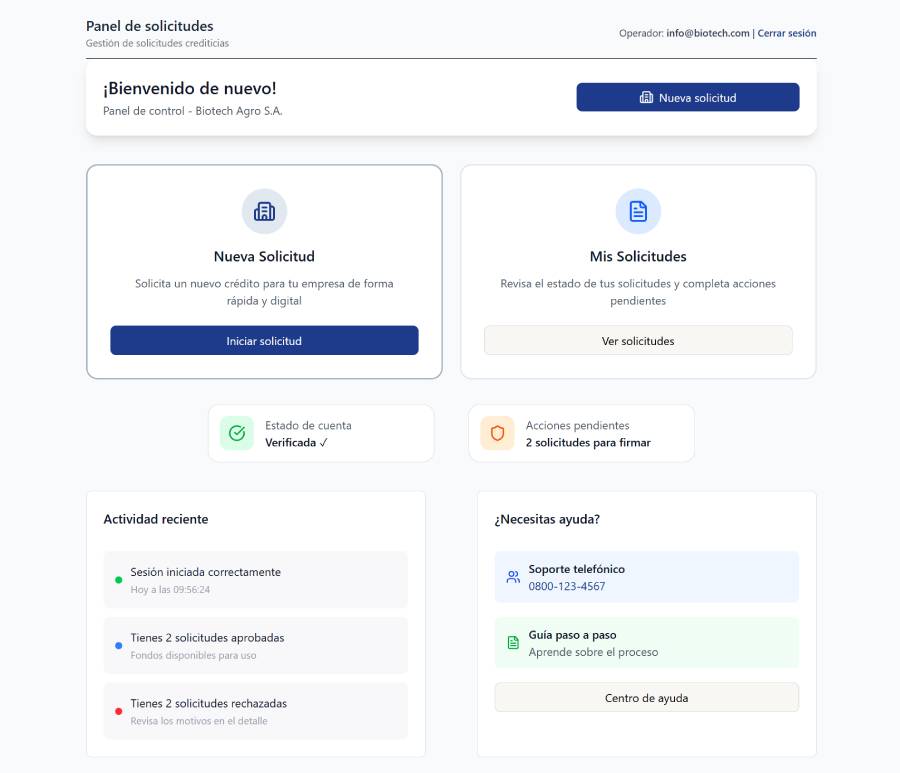 Panel de solicitudes
Gestión de solicitudes crediticias
Operador: info@biotech.com | Cerrar sesión
¡Bienvenido de nuevo!
Panel de control - Biotech Agro S.A.
Nueva solicitud
Nueva Solicitud
Solicita un nuevo crédito para tu empresa de forma
rápida y digital
Iniciar solicitud
Mis Solicitudes
Revisa el estado de tus solicitudes y completa acciones
pendientes
Ver solicitudes
Estado de cuenta
Verificada ✓
Acciones pendientes
2 solicitudes para firmar
Actividad reciente
Sesión iniciada correctamente
Hoy a las 09:56:24
Tienes 2 solicitudes aprobadas
Fondos disponibles para uso
Tienes 2 solicitudes rechazadas
Revisa los motivos en el detalle
¿Necesitas ayuda?
Soporte telefónico
0800-123-4567
Guía paso a paso
Aprende sobre el proceso
Centro de ayuda